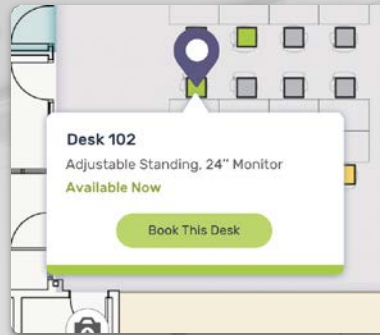 Desk 102
Adjustable Standing, 24" Monitor
Available Now
Book This Desk